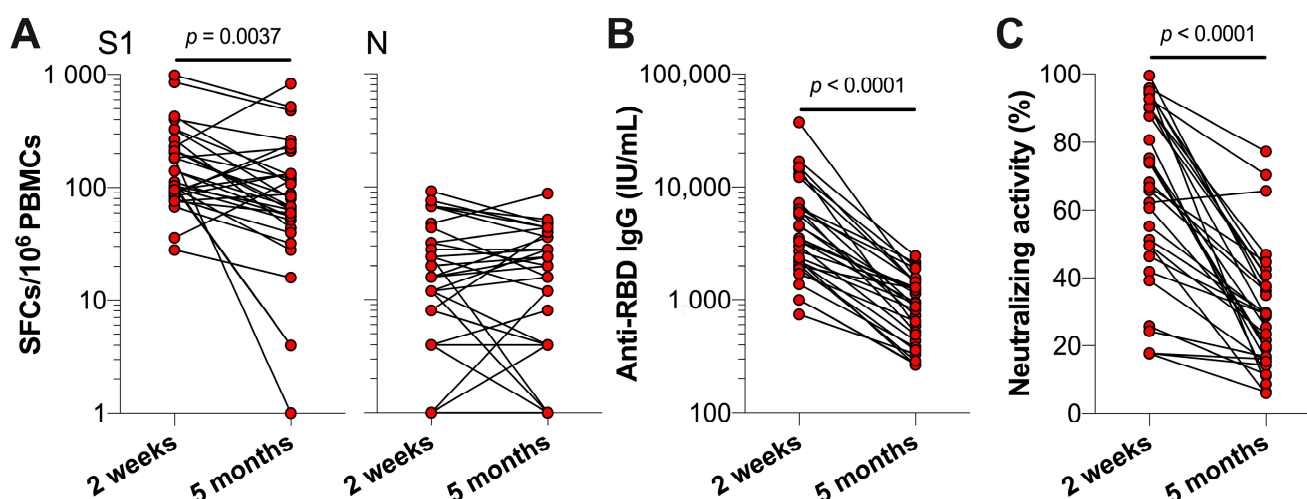 A
S1
p = 0.0037
N
SFCs/10⁶ PBMCs
1 000
100
10
1
2 weeks
5 months
2 weeks
5 months
B
p < 0.0001
Anti-RBD IgG (IU/mL)
100,000
10,000
1 000
100
2 weeks
5 months
C
p < 0.0001
Neutralizing activity (%)
100
80
60
40
20
0
2 weeks
5 months